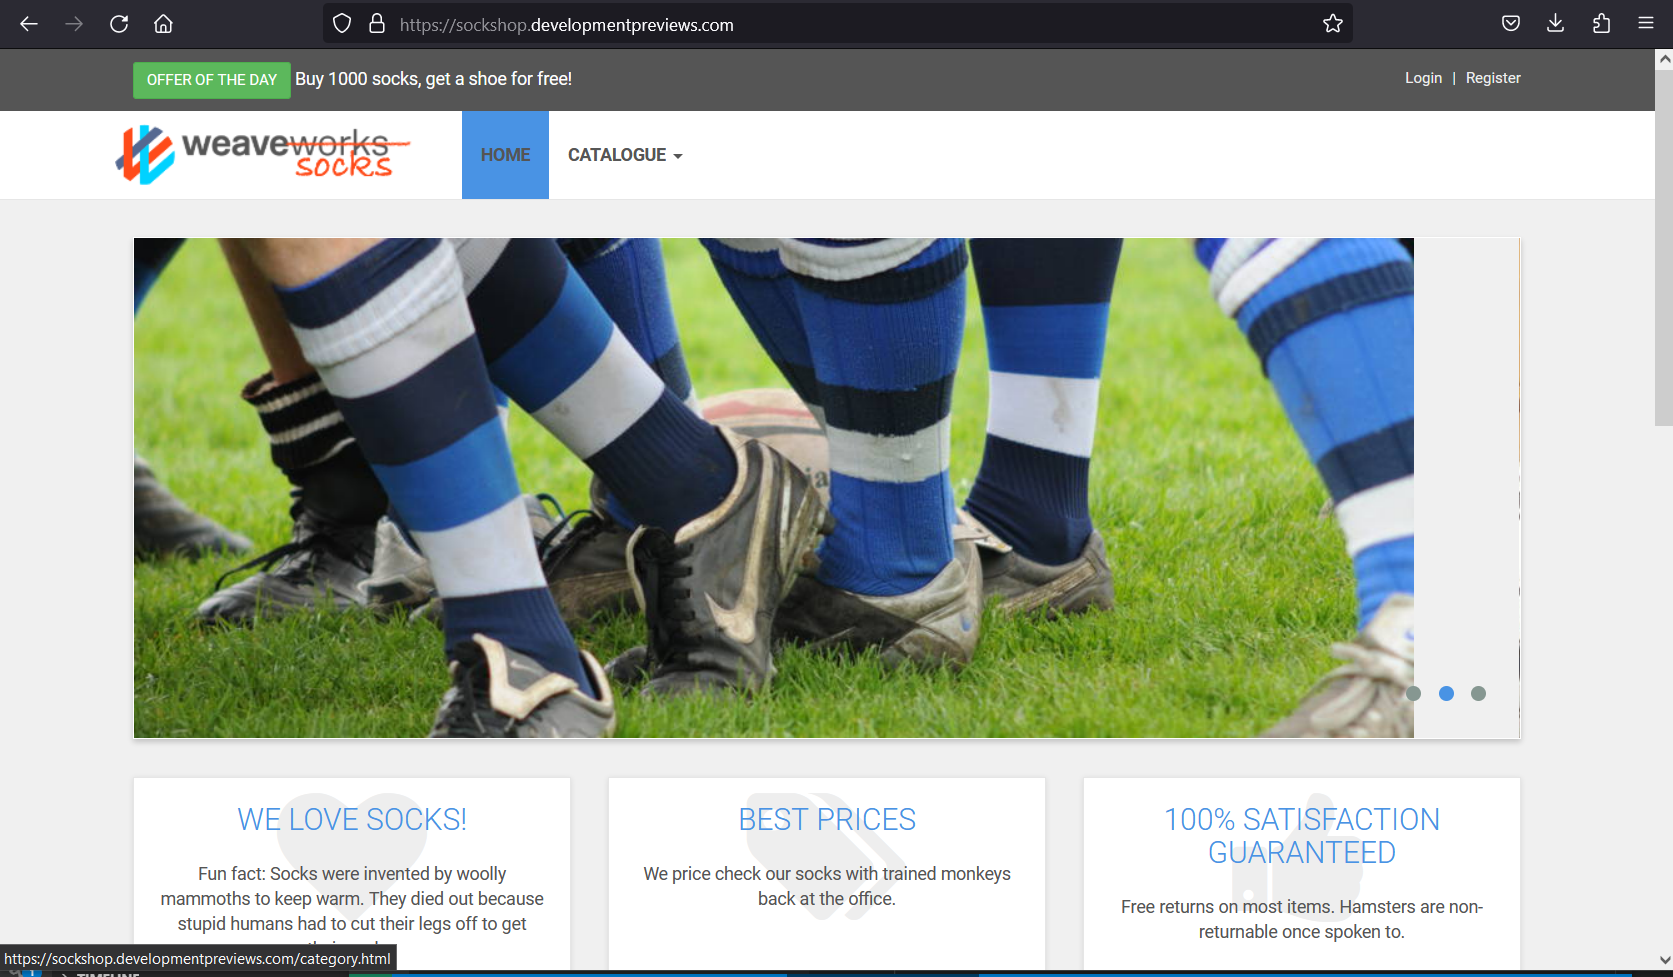 https://sockshop.developmentpreviews.com
OFFER OF THE DAY Buy 1000 socks, get a shoe for free!
Login | Register
weaveworks
socks
HOME
CATALOGUE
WE LOVE SOCKS!
Fun fact: Socks were invented by woolly
mammoths to keep warm. They died out because
stupid humans had to cut their legs off to get
BEST PRICES
We price check our socks with trained monkeys
back at the office.
100% SATISFACTION
GUARANTEED
Free returns on most items. Hamsters are non-
returnable once spoken to.
https://sockshop.developmentpreviews.com/category.html
TIMELINE